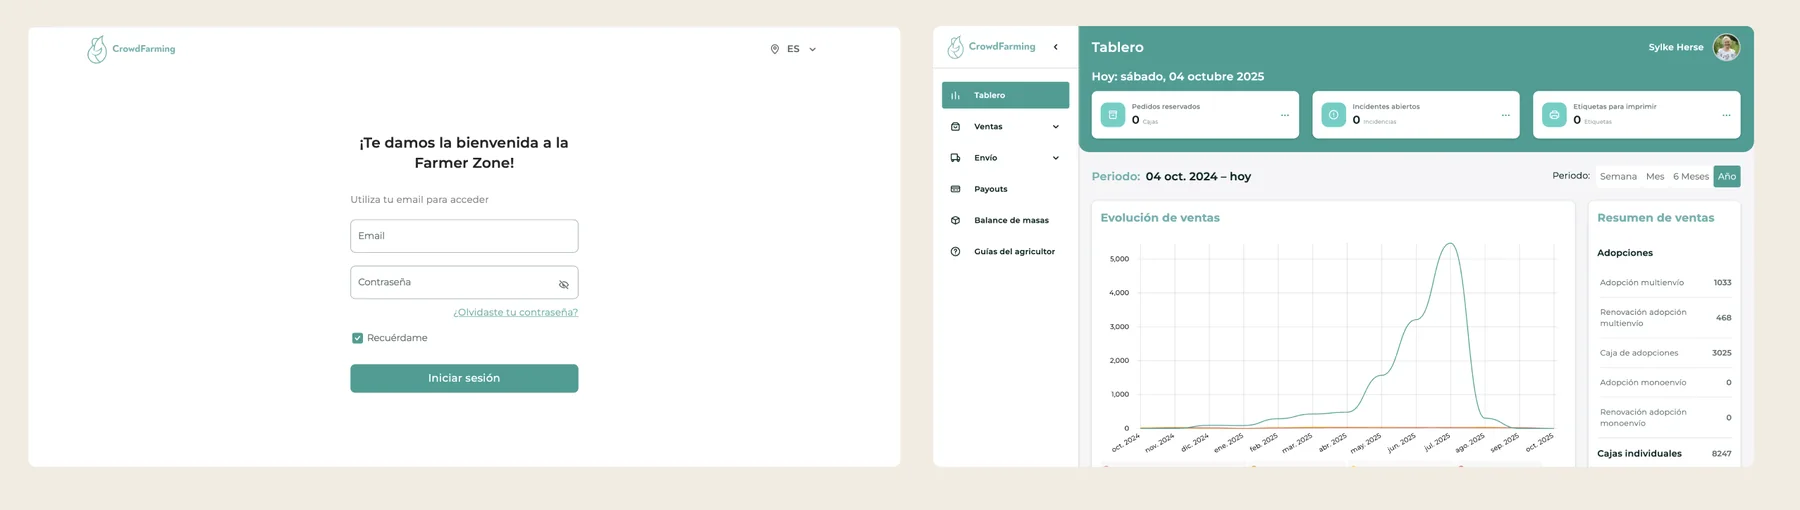 CrowdFarming
ES
¡Te damos la bienvenida a la
Farmer Zone!
Utiliza tu email para acceder
Email
Contraseña
¿Olvidaste tu contraseña?
Recuérdame
Iniciar sesión
CrowdFarming
Tablero
Ventas
Envío
Payouts
Balance de masas
Guías del agricultor
Tablero
Sylke Herse
Hoy: sábado, 04 octubre 2025
Pedidos reservados
0 Cajas
Incidentes abiertos
0 Incidencias
Etiquetas para imprimir
0 Etiquetas
Periodo: 04 oct. 2024 – hoy
Periodo: Semana Mes 6 Meses Año
Evolución de ventas
5,000
4,000
3,000
2,000
1,000
0
oct. 2024 nov. 2024 dic. 2024 ene. 2025 feb. 2025 mar. 2025 abr. 2025 may. 2025 jun. 2025 jul. 2025 ago. 2025 sep. 2025 oct. 2025
Resumen de ventas
Adopciones
Adopción multienvío 1033
Renovación adopción
multienvío 468
Caja de adopciones 3025
Adopción monoenvío 0
Renovación adopción
monoenvío 0
Cajas individuales 8247